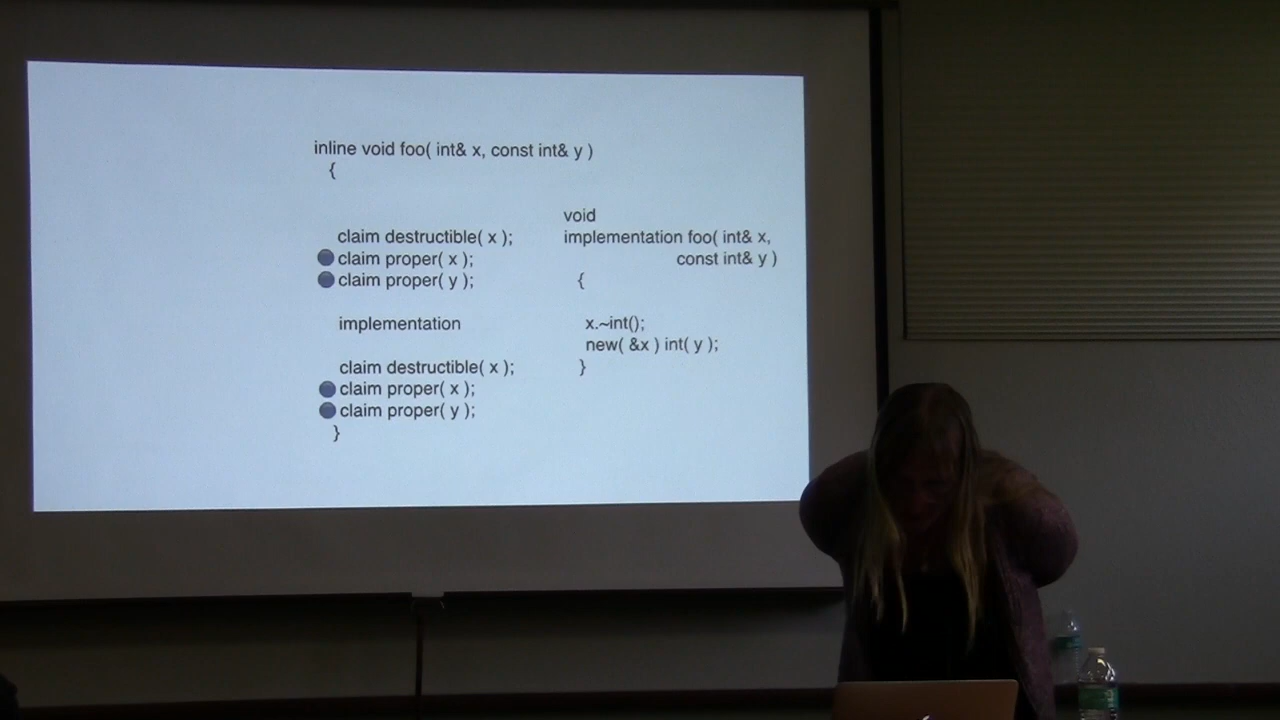 inline void foo( int& x, const int& y )
{
claim destructible( x );
claim proper( x );
claim proper( y );
implementation
claim destructible( x );
claim proper( x );
claim proper( y );
}
void
implementation foo( int& x,
const int& y )
{
x.~int();
new( &x ) int( y );
}